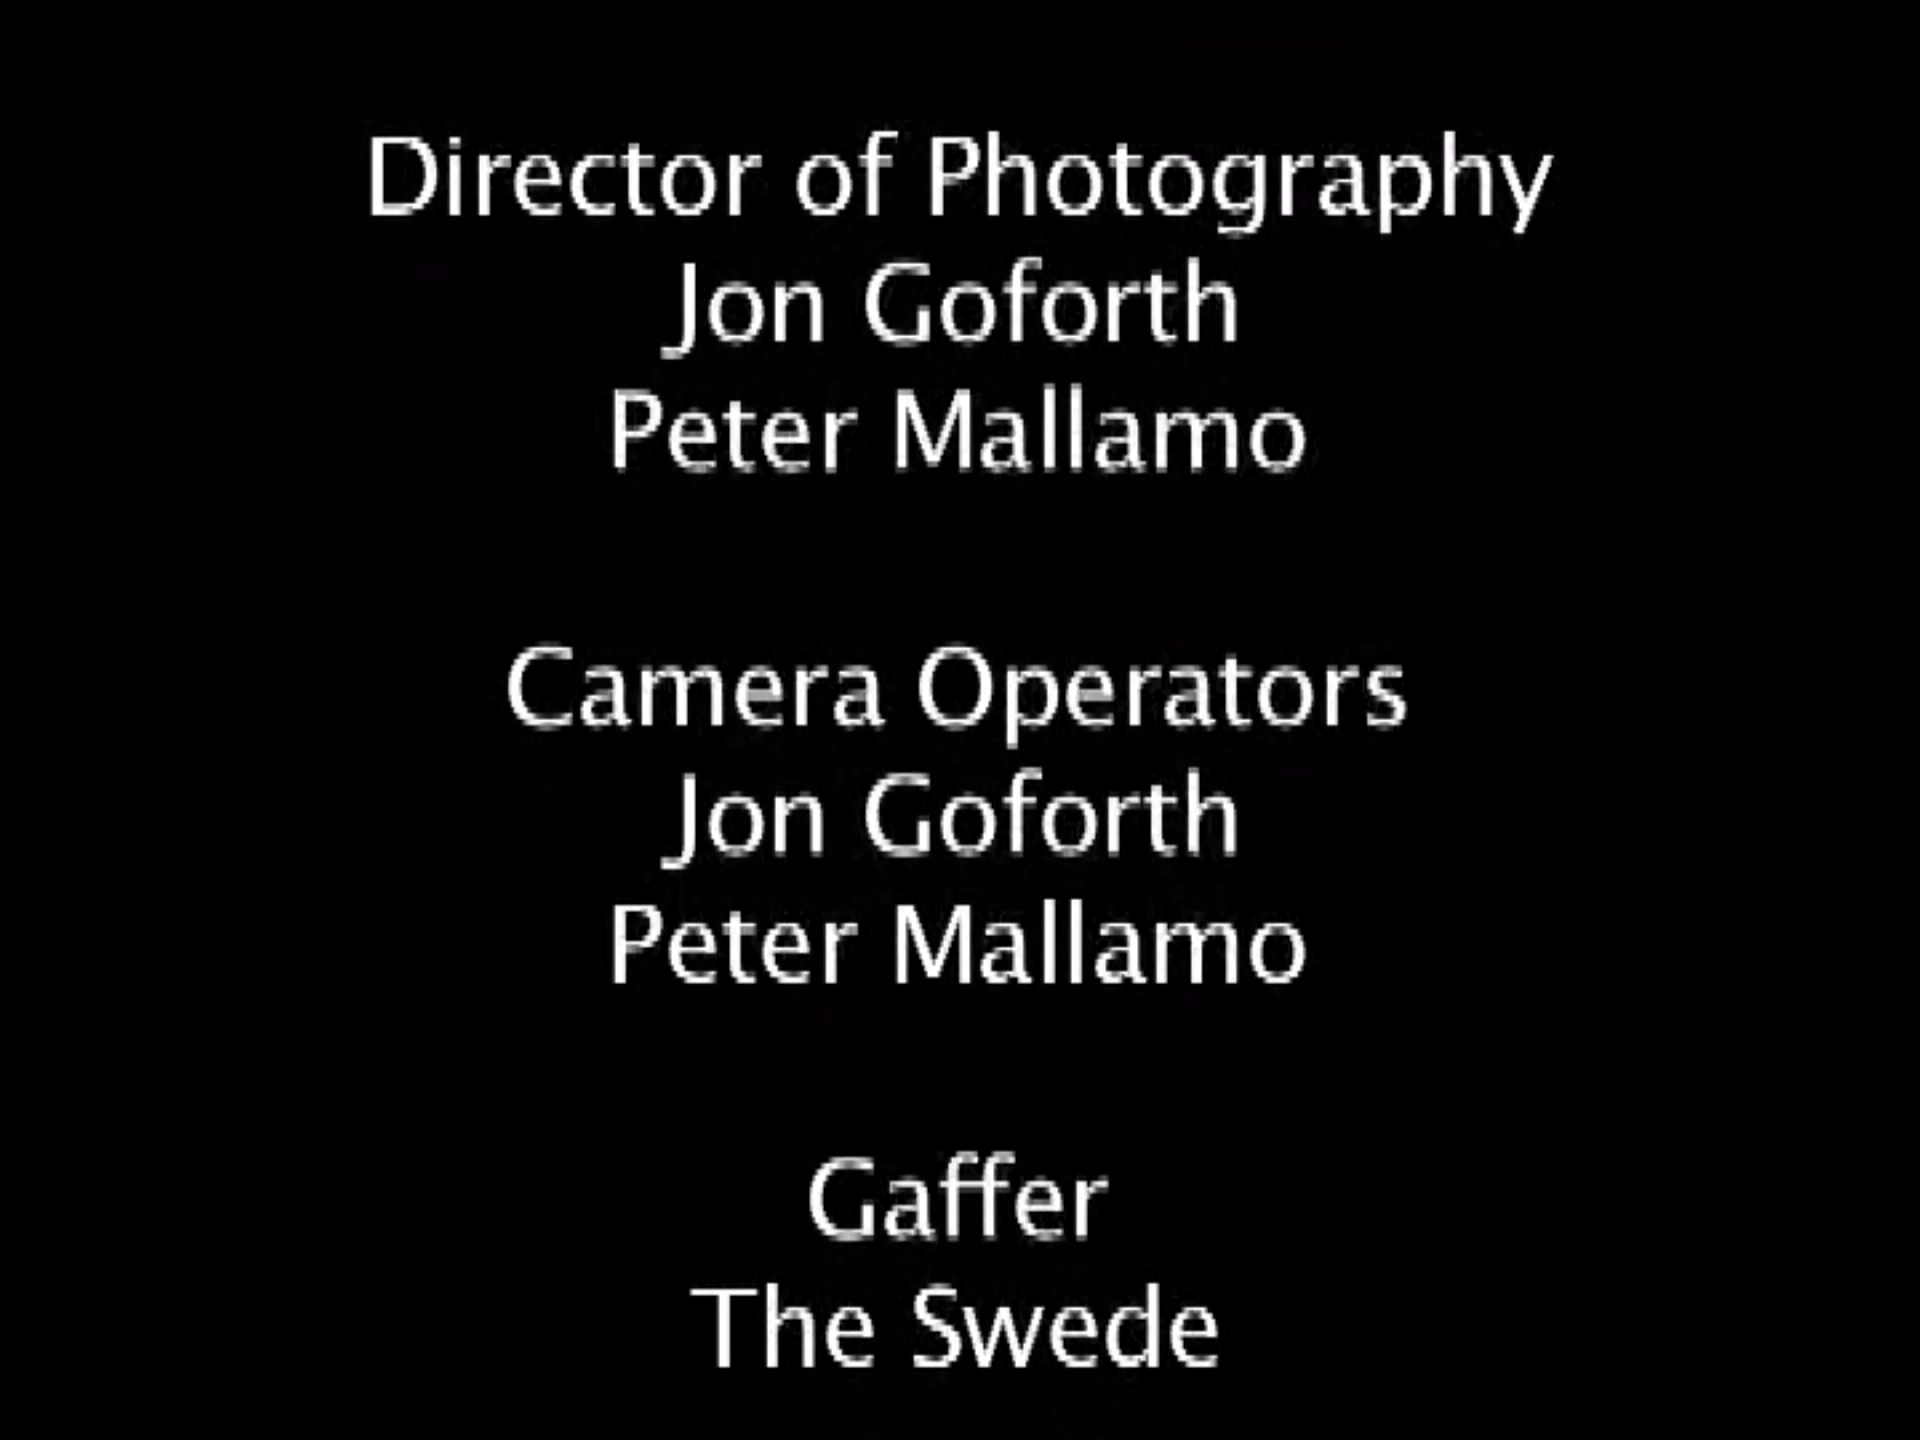 Director of Photography
Jon Goforth
Peter Mallamo
Camera Operators
Jon Goforth
Peter Mallamo
Gaffer
The Swede